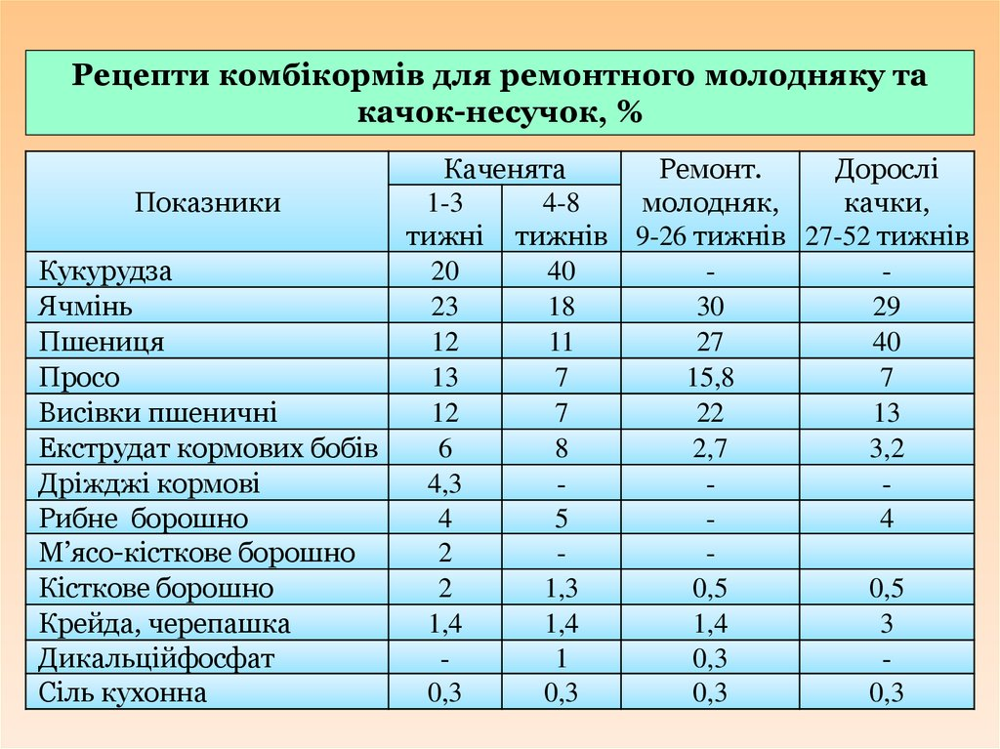 Рецепти комбікормів для ремонтного молодняку та
качок-несучок, %
Показники Каченята Ремонт. Дорослі
1-3 4-8 молодняк, качки,
тижні тижнів 9-26 тижнів 27-52 тижнів
Кукурудза 20 40 - -
Ячмінь 23 18 30 29
Пшениця 12 11 27 40
Просо 13 7 15,8 7
Висівки пшеничні 12 7 22 13
Екструдат кормових бобів 6 8 2,7 3,2
Дріжджі кормові 4,3 - - -
Рибне борошно 4 5 - 4
М’ясо-кісткове борошно 2 - -
Кісткове борошно 2 1,3 0,5 0,5
Крейда, черепашка 1,4 1,4 1,4 3
Дикальційфосфат - 1 0,3 -
Сіль кухонна 0,3 0,3 0,3 0,3